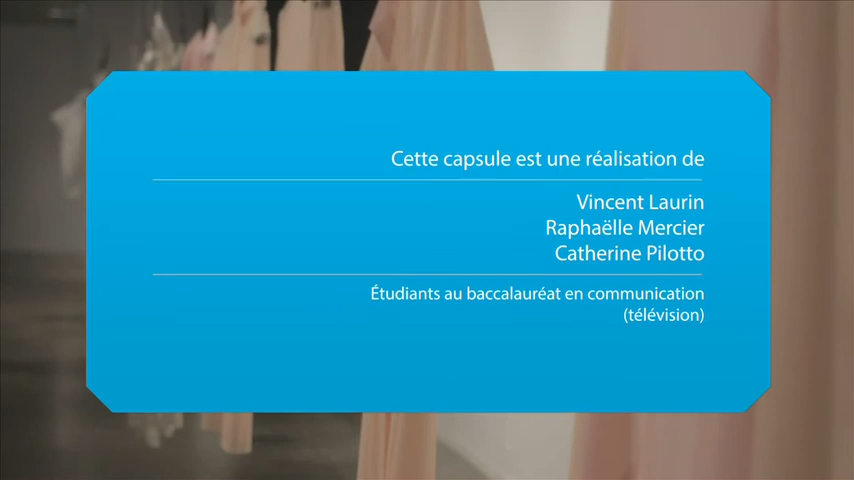 Cette capsule est une réalisation de
Vincent Laurin
Raphaëlle Mercier
Catherine Pilotto
Étudiants au baccalauréat en communication
(télévision)